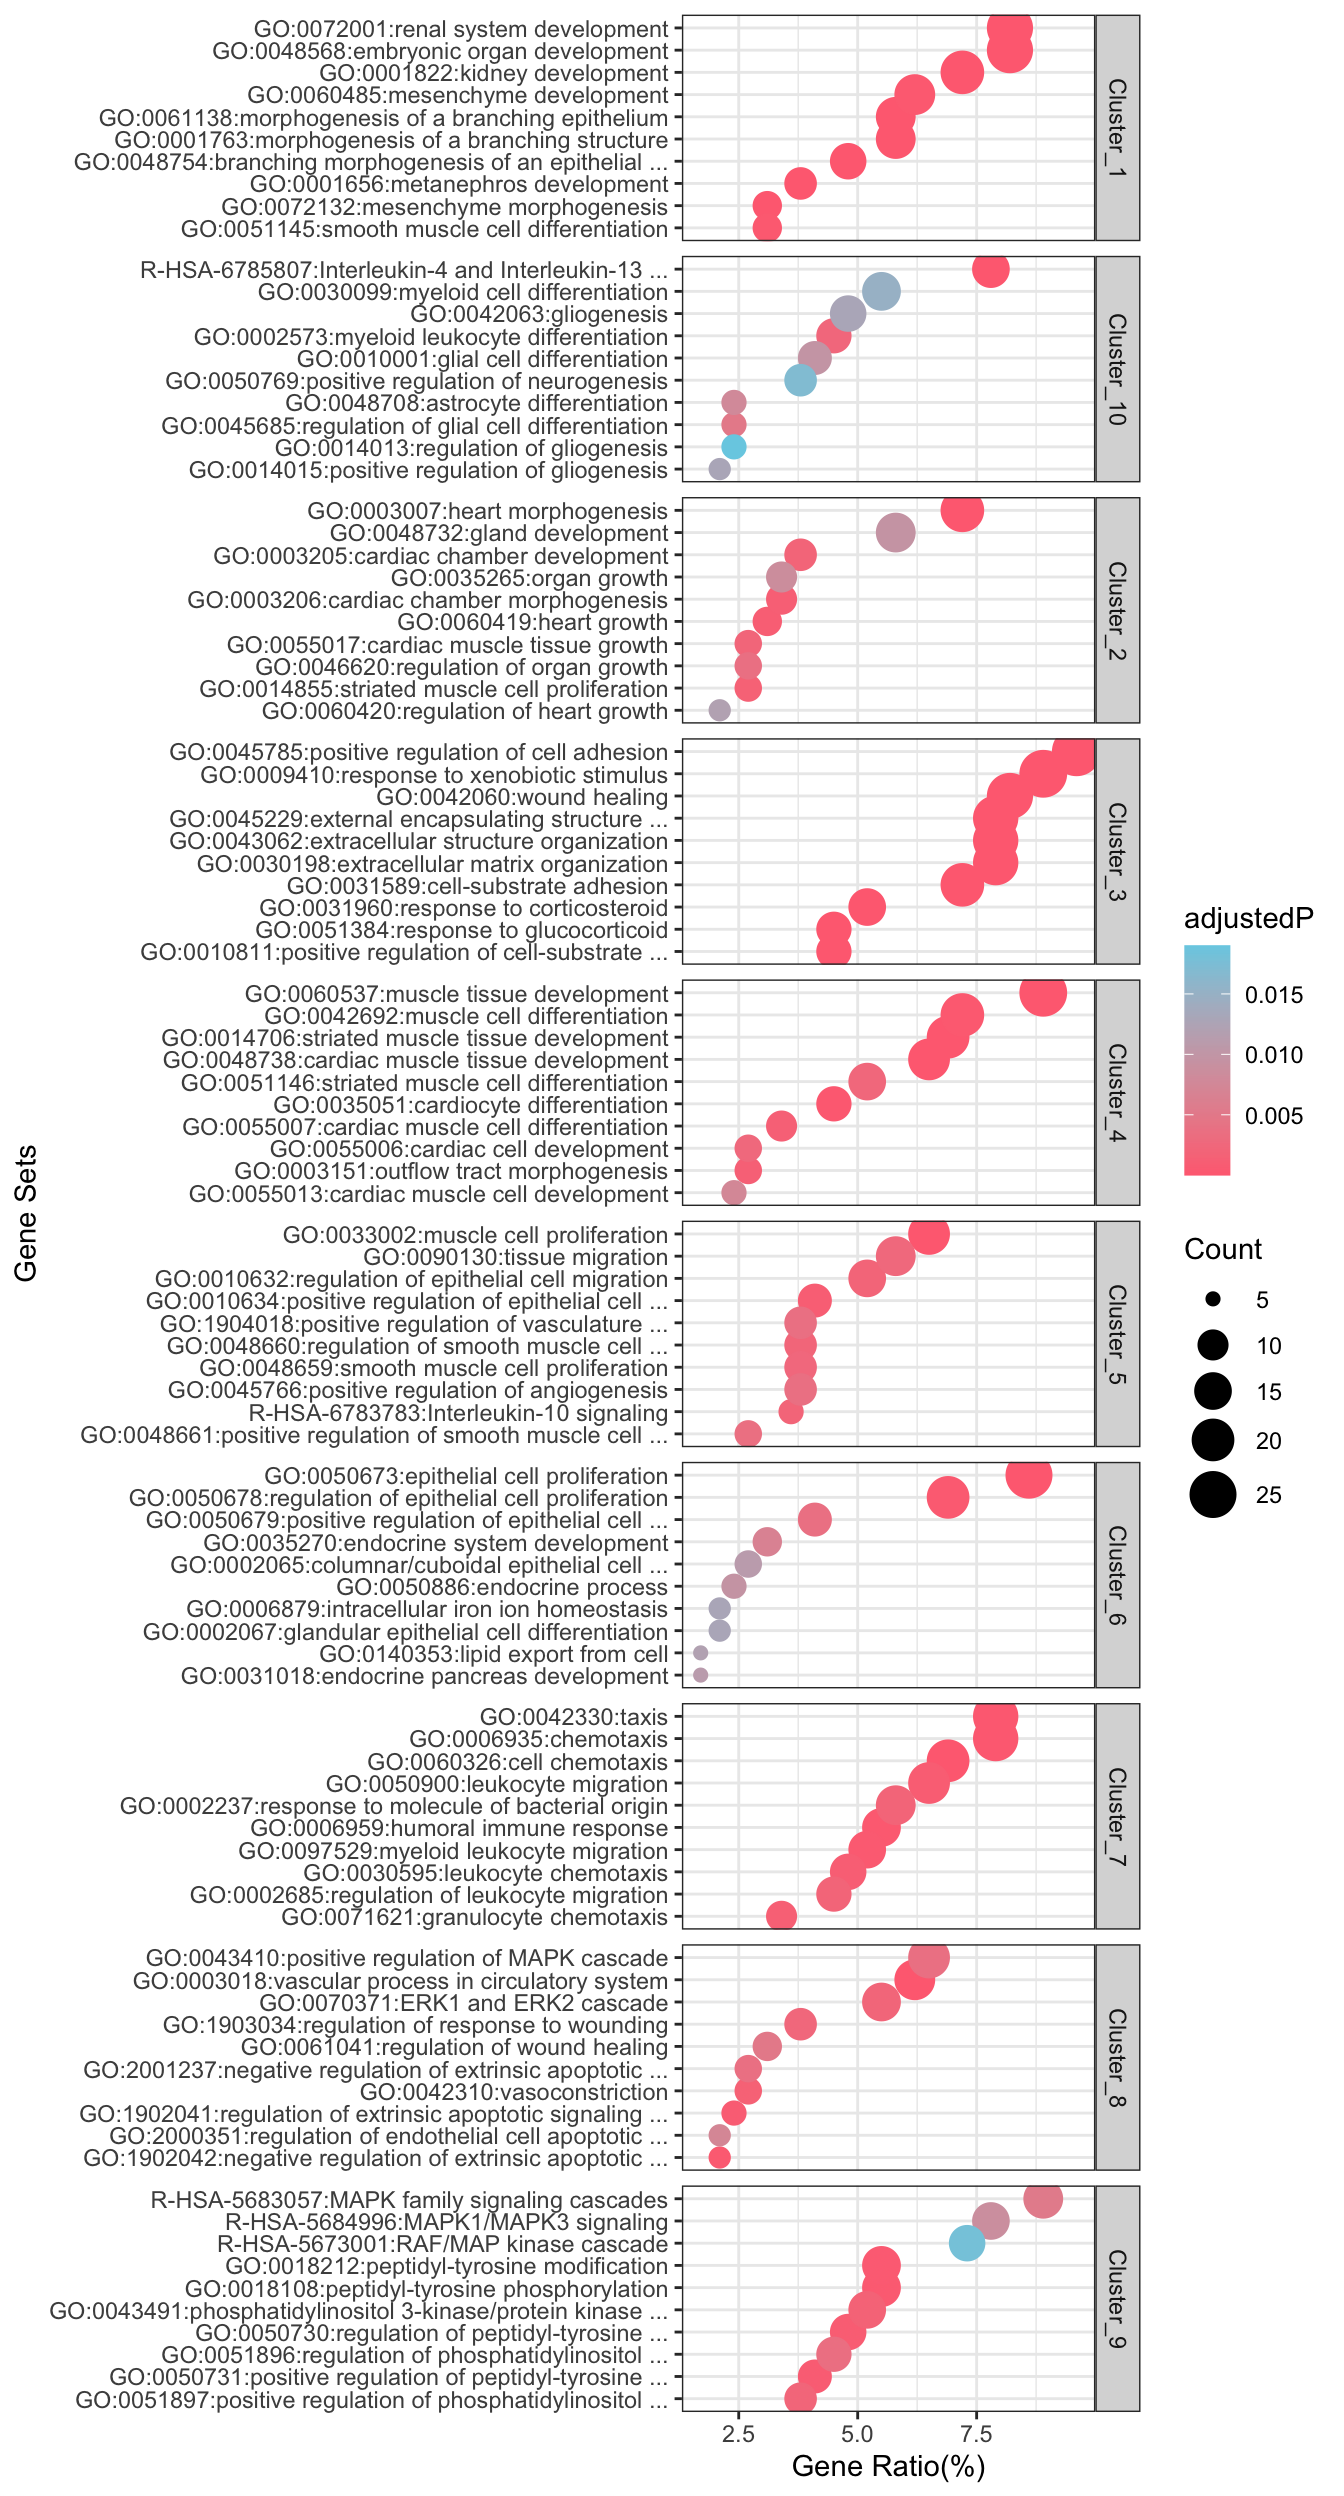 GO:0072001:renal system development
GO:0048568:embryonic organ development
GO:0001822:kidney development
GO:0060485:mesenchyme development
GO:0061138:morphogenesis of a branching epithelium
GO:0001763:morphogenesis of a branching structure
GO:0048754:branching morphogenesis of an epithelial ...
GO:0001656:metanephros development
GO:0072132:mesenchyme morphogenesis
GO:0051145:smooth muscle cell differentiation
Cluster_1
R-HSA-6785807:Interleukin-4 and Interleukin-13 ...
GO:0030099:myeloid cell differentiation
GO:0042063:gliogenesis
GO:0002573:myeloid leukocyte differentiation
GO:0010001:glial cell differentiation
GO:0050769:positive regulation of neurogenesis
GO:0048708:astrocyte differentiation
GO:0045685:regulation of glial cell differentiation
GO:0014013:regulation of gliogenesis
GO:0014015:positive regulation of gliogenesis
Cluster_10
GO:0003007:heart morphogenesis
GO:0048732:gland development
GO:0003205:cardiac chamber development
GO:0035265:organ growth
GO:0003206:cardiac chamber morphogenesis
GO:0060419:heart growth
GO:0055017:cardiac muscle tissue growth
GO:0046620:regulation of organ growth
GO:0014855:striated muscle cell proliferation
GO:0060420:regulation of heart growth
Cluster_2
GO:0045785:positive regulation of cell adhesion
GO:0009410:response to xenobiotic stimulus
GO:0042060:wound healing
GO:0045229:external encapsulating structure ...
GO:0043062:extracellular structure organization
GO:0030198:extracellular matrix organization
GO:0031589:cell-substrate adhesion
GO:0031960:response to corticosteroid
GO:0051384:response to glucocorticoid
GO:0010811:positive regulation of cell-substrate ...
Cluster_3
GO:0060537:muscle tissue development
GO:0042692:muscle cell differentiation
GO:0014706:striated muscle tissue development
GO:0048738:cardiac muscle tissue development
GO:0051146:striated muscle cell differentiation
GO:0035051:cardiocyte differentiation
GO:0055007:cardiac muscle cell differentiation
GO:0055006:cardiac cell development
GO:0003151:outflow tract morphogenesis
GO:0055013:cardiac muscle cell development
Cluster_4
GO:0033002:muscle cell proliferation
GO:0090130:tissue migration
GO:0010632:regulation of epithelial cell migration
GO:0010634:positive regulation of epithelial cell ...
GO:1904018:positive regulation of vasculature ...
GO:0048660:regulation of smooth muscle cell ...
GO:0048659:smooth muscle cell proliferation
GO:0045766:positive regulation of angiogenesis
R-HSA-6783783:Interleukin-10 signaling
GO:0048661:positive regulation of smooth muscle cell ...
Cluster_5
GO:0050673:epithelial cell proliferation
GO:0050678:regulation of epithelial cell proliferation
GO:0050679:positive regulation of epithelial cell ...
GO:0035270:endocrine system development
GO:0002065:columnar/cuboidal epithelial cell ...
GO:0050886:endocrine process
GO:0006879:intracellular iron ion homeostasis
GO:0002067:glandular epithelial cell differentiation
GO:0140353:lipid export from cell
GO:0031018:endocrine pancreas development
Cluster_6
GO:0042330:taxis
GO:0006935:chemotaxis
GO:0060326:cell chemotaxis
GO:0050900:leukocyte migration
GO:0002237:response to molecule of bacterial origin
GO:0006959:humoral immune response
GO:0097529:myeloid leukocyte migration
GO:0030595:leukocyte chemotaxis
GO:0002685:regulation of leukocyte migration
GO:0071621:granulocyte chemotaxis
Cluster_7
GO:0043410:positive regulation of MAPK cascade
GO:0003018:vascular process in circulatory system
GO:0070371:ERK1 and ERK2 cascade
GO:1903034:regulation of response to wounding
GO:0061041:regulation of wound healing
GO:2001237:negative regulation of extrinsic apoptotic ...
GO:0042310:vasoconstriction
GO:1902041:regulation of extrinsic apoptotic signaling ...
GO:2000351:regulation of endothelial cell apoptotic ...
GO:1902042:negative regulation of extrinsic apoptotic ...
Cluster_8
R-HSA-5683057:MAPK family signaling cascades
R-HSA-5684996:MAPK1/MAPK3 signaling
R-HSA-5673001:RAF/MAP kinase cascade
GO:0018212:peptidyl-tyrosine modification
GO:0018108:peptidyl-tyrosine phosphorylation
GO:0043491:phosphatidylinositol 3-kinase/protein kinase ...
GO:0050730:regulation of peptidyl-tyrosine ...
GO:0051896:regulation of phosphatidylinositol ...
GO:0050731:positive regulation of peptidyl-tyrosine ...
GO:0051897:positive regulation of phosphatidylinositol ...
Cluster_9
2.5 5.0 7.5
Gene Ratio(%)
Gene Sets
adjustedP
0.015
0.010
0.005
Count
5
10
15
20
25